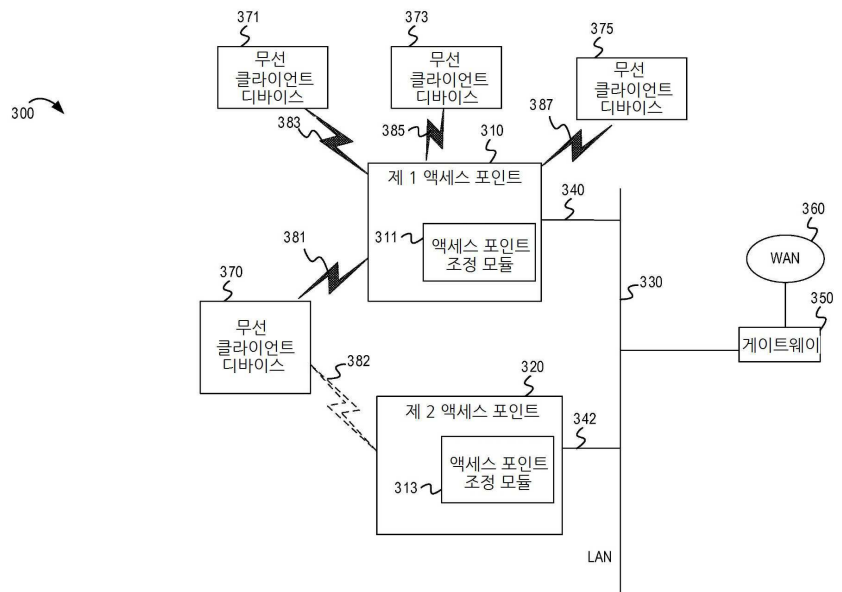 300
371
무선
클라이언트
디바이스
373
무선
클라이언트
디바이스
375
무선
클라이언트
디바이스
383
385
387
310
제 1 액세스 포인트
311
액세스 포인트
조정 모듈
340
381
370
무선
클라이언트
디바이스
382
330
360
WAN
350
게이트웨이
320
제 2 액세스 포인트
313
액세스 포인트
조정 모듈
342
LAN